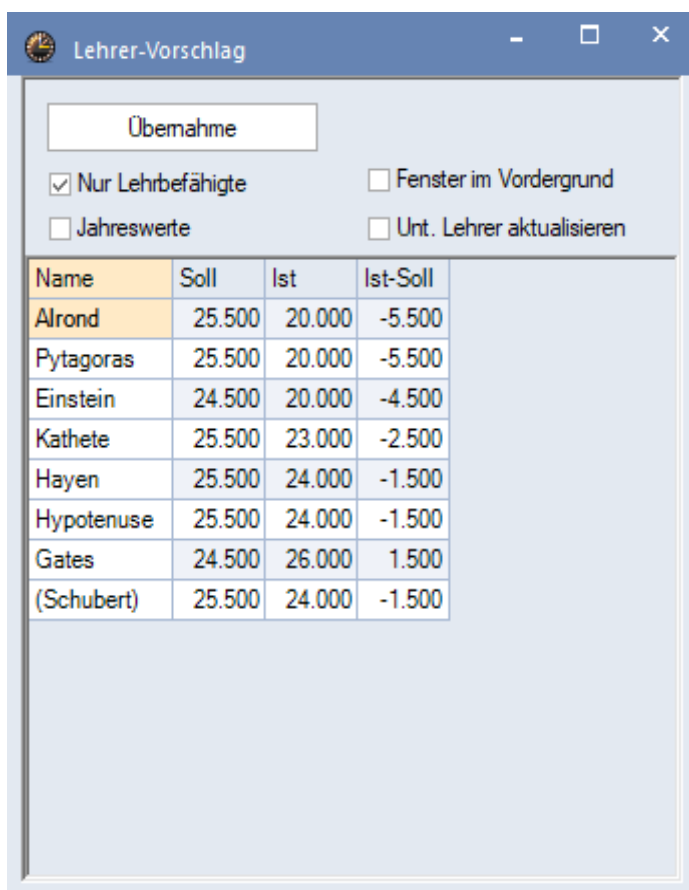 Lehrer-Vorschlag
Übernahme
Nur Lehrbefähigte Fenster im Vordergrund
Jahreswerte Unt. Lehrer aktualisieren
Name Soll Ist Ist-Soll
Alrond 25.500 20.000 -5.500
Pytagoras 25.500 20.000 -5.500
Einstein 24.500 20.000 -4.500
Kathete 25.500 23.000 -2.500
Hayen 25.500 24.000 -1.500
Hypotenuse 25.500 24.000 -1.500
Gates 24.500 26.000 1.500
(Schubert) 25.500 24.000 -1.500